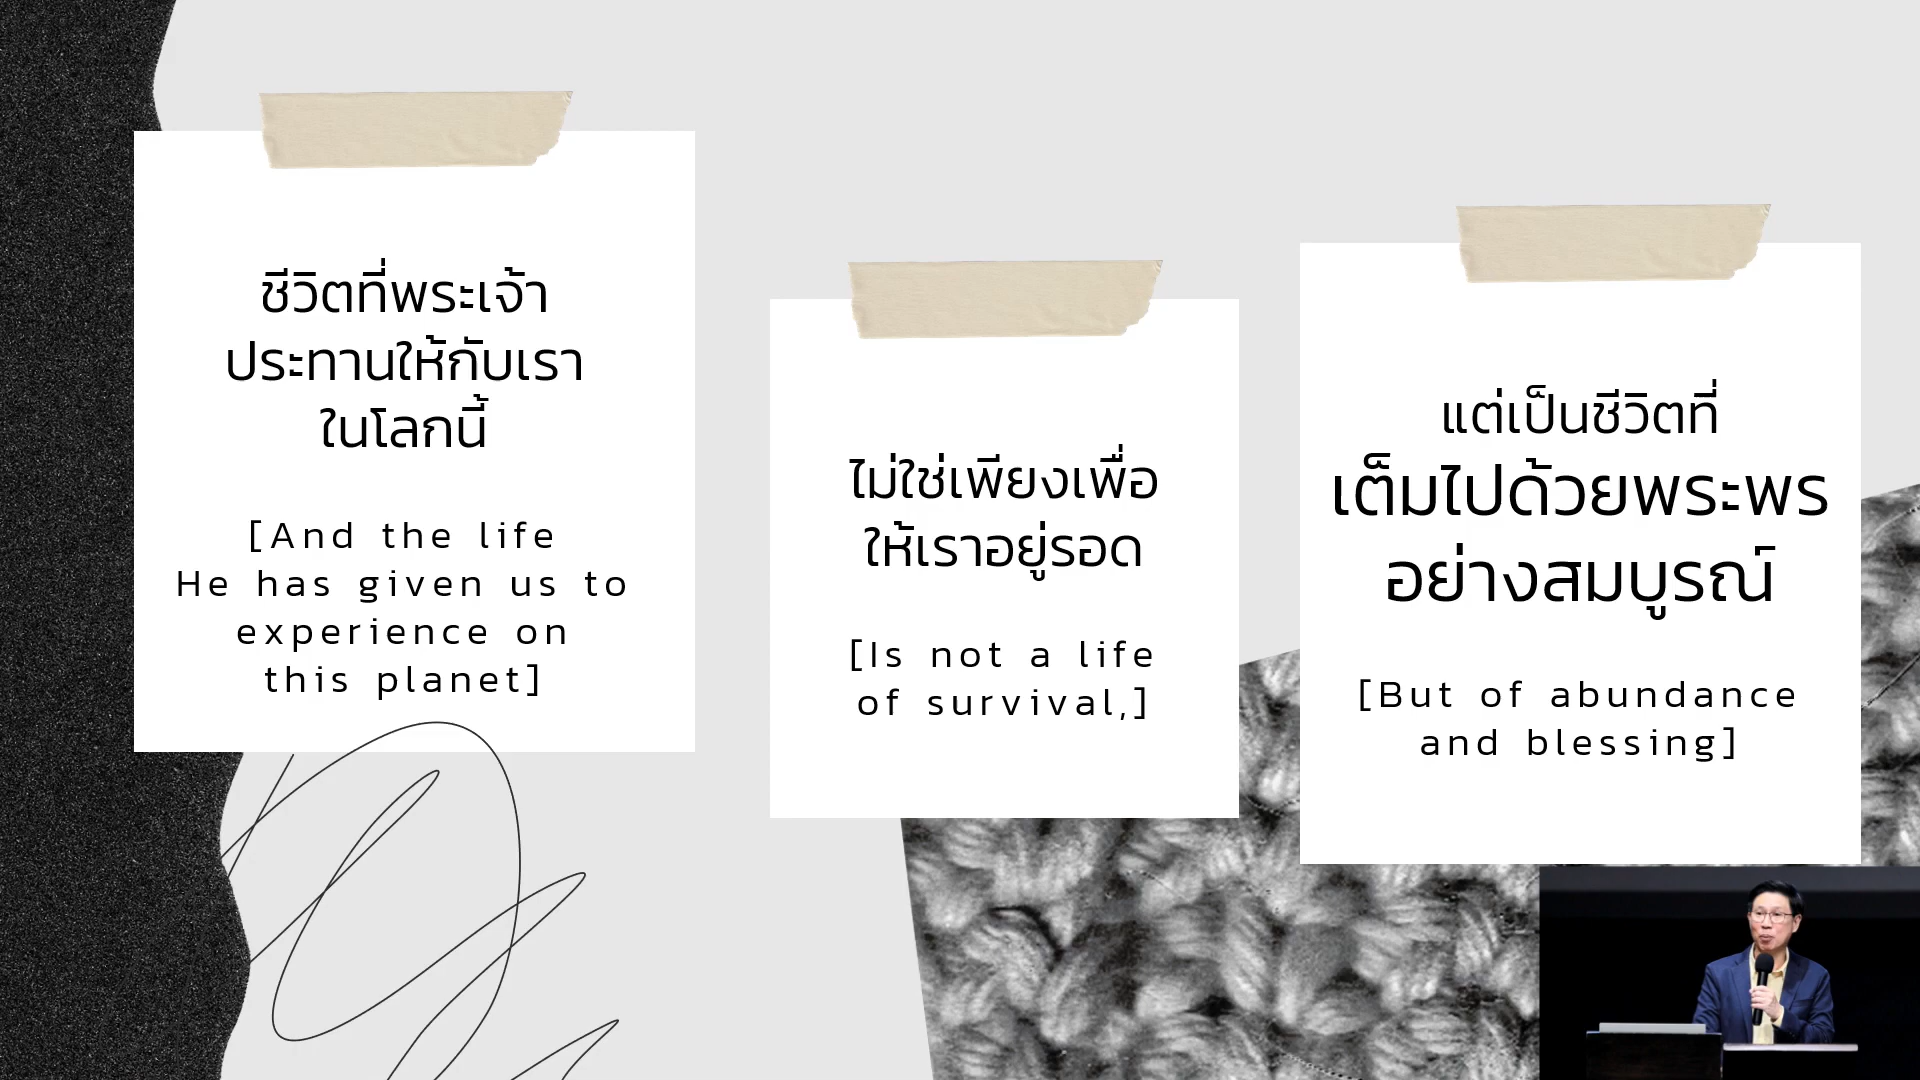 ชีวิตที่พระเจ้า
ประทานให้กับเรา
ในโลกนี้
[And the life
He has given us to
experience on
this planet]
ไม่ใช่เพียงเพื่อ
ให้เราอยู่รอด
[Is not a life
of survival,]
แต่เป็นชีวิตที่
เต็มไปด้วยพระพร
อย่างสมบูรณ์
[But of abundance
and blessing]